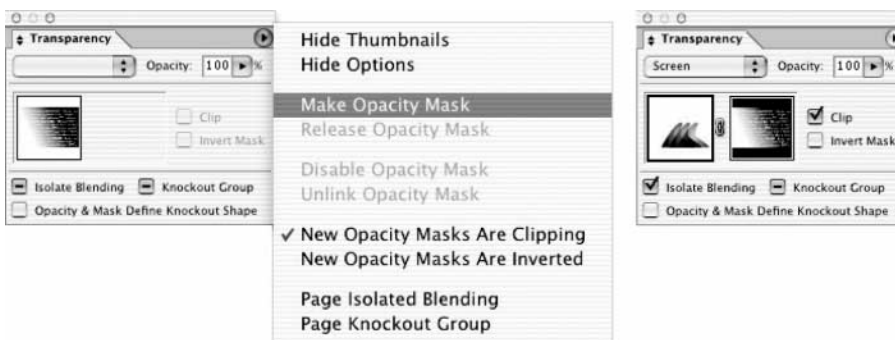 Transparency
Opacity: 100 %
Clip
Invert Mask
Isolate Blending Knockout Group
Opacity & Mask Define Knockout Shape
Hide Thumbnails
Hide Options
Make Opacity Mask
Release Opacity Mask
Disable Opacity Mask
Unlink Opacity Mask
✓ New Opacity Masks Are Clipping
New Opacity Masks Are Inverted
Page Isolated Blending
Page Knockout Group
Transparency
Screen Opacity: 100 %
Clip
Invert Mask
Isolate Blending Knockout Group
Opacity & Mask Define Knockout Shape